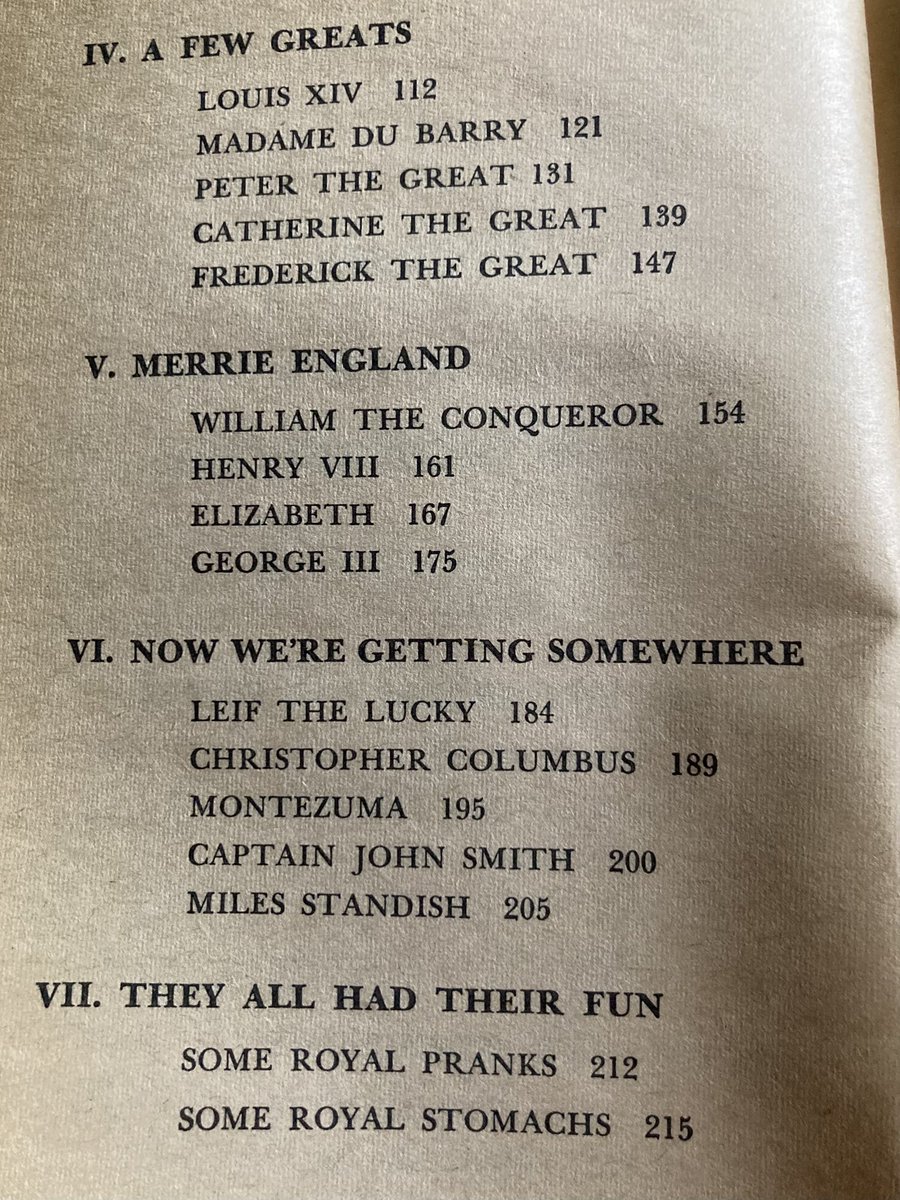 IV. A FEW GREATS
LOUIS XIV 112
MADAME DU BARRY 121
PETER THE GREAT 131
CATHERINE THE GREAT 139
FREDERICK THE GREAT 147
V. MERRIE ENGLAND
WILLIAM THE CONQUEROR 154
HENRY VIII 161
ELIZABETH 167
GEORGE III 175
VI. NOW WE'RE GETTING SOMEWHERE
LEIF THE LUCKY 184
CHRISTOPHER COLUMBUS 189
MONTEZUMA 195
CAPTAIN JOHN SMITH 200
MILES STANDISH 205
VII. THEY ALL HAD THEIR FUN
SOME ROYAL PRANKS 212
SOME ROYAL STOMACHS 215